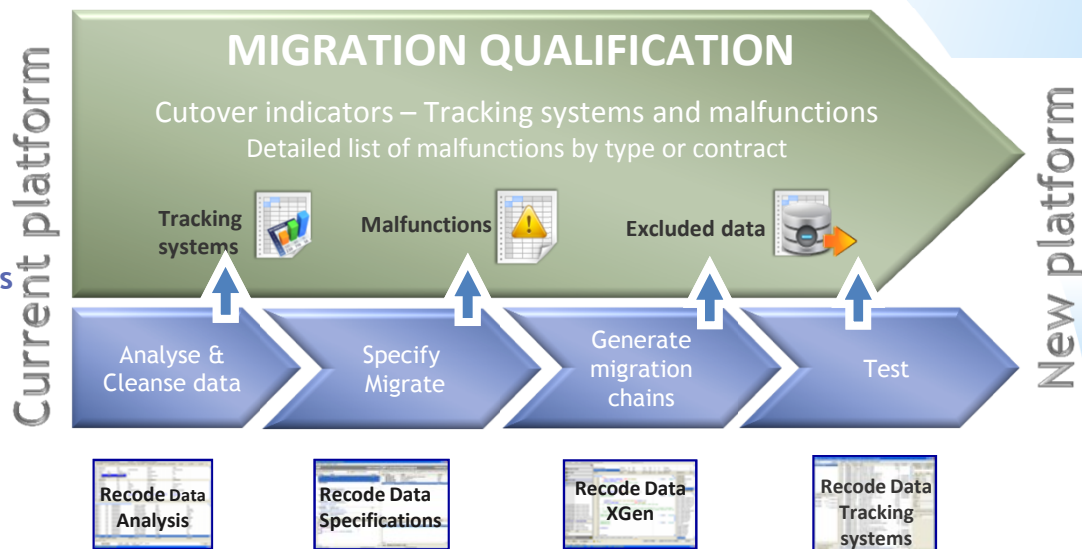 MIGRATION QUALIFICATION
Cutover indicators – Tracking systems and malfunctions
Detailed list of malfunctions by type or contract
Tracking
systems
Malfunctions
Excluded data
Current platform
s
New platform
Analyse &
Cleanse data
Specify
Migrate
Generate
migration
chains
Test
Recode Data
Analysis
Recode Data
Specifications
Recode Data
XGen
Recode Data
Tracking
systems